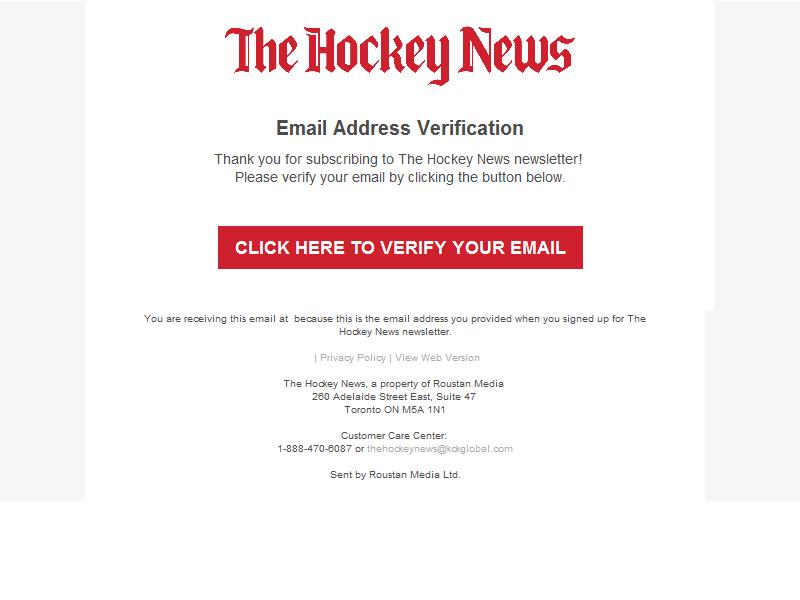 The Hockey News
Email Address Verification
Thank you for subscribing to The Hockey News newsletter!
Please verify your email by clicking the button below.
CLICK HERE TO VERIFY YOUR EMAIL
You are receiving this email at because this is the email address you provided when you signed up for The
Hockey News newsletter.
| Privacy Policy | View Web Version
The Hockey News, a property of Roustan Media
260 Adelaide Street East, Suite 47
Toronto ON M5A 1N1
Customer Care Center:
1-888-470-6087 or thehockeynews@kckglobal.com
Sent by Roustan Media Ltd.